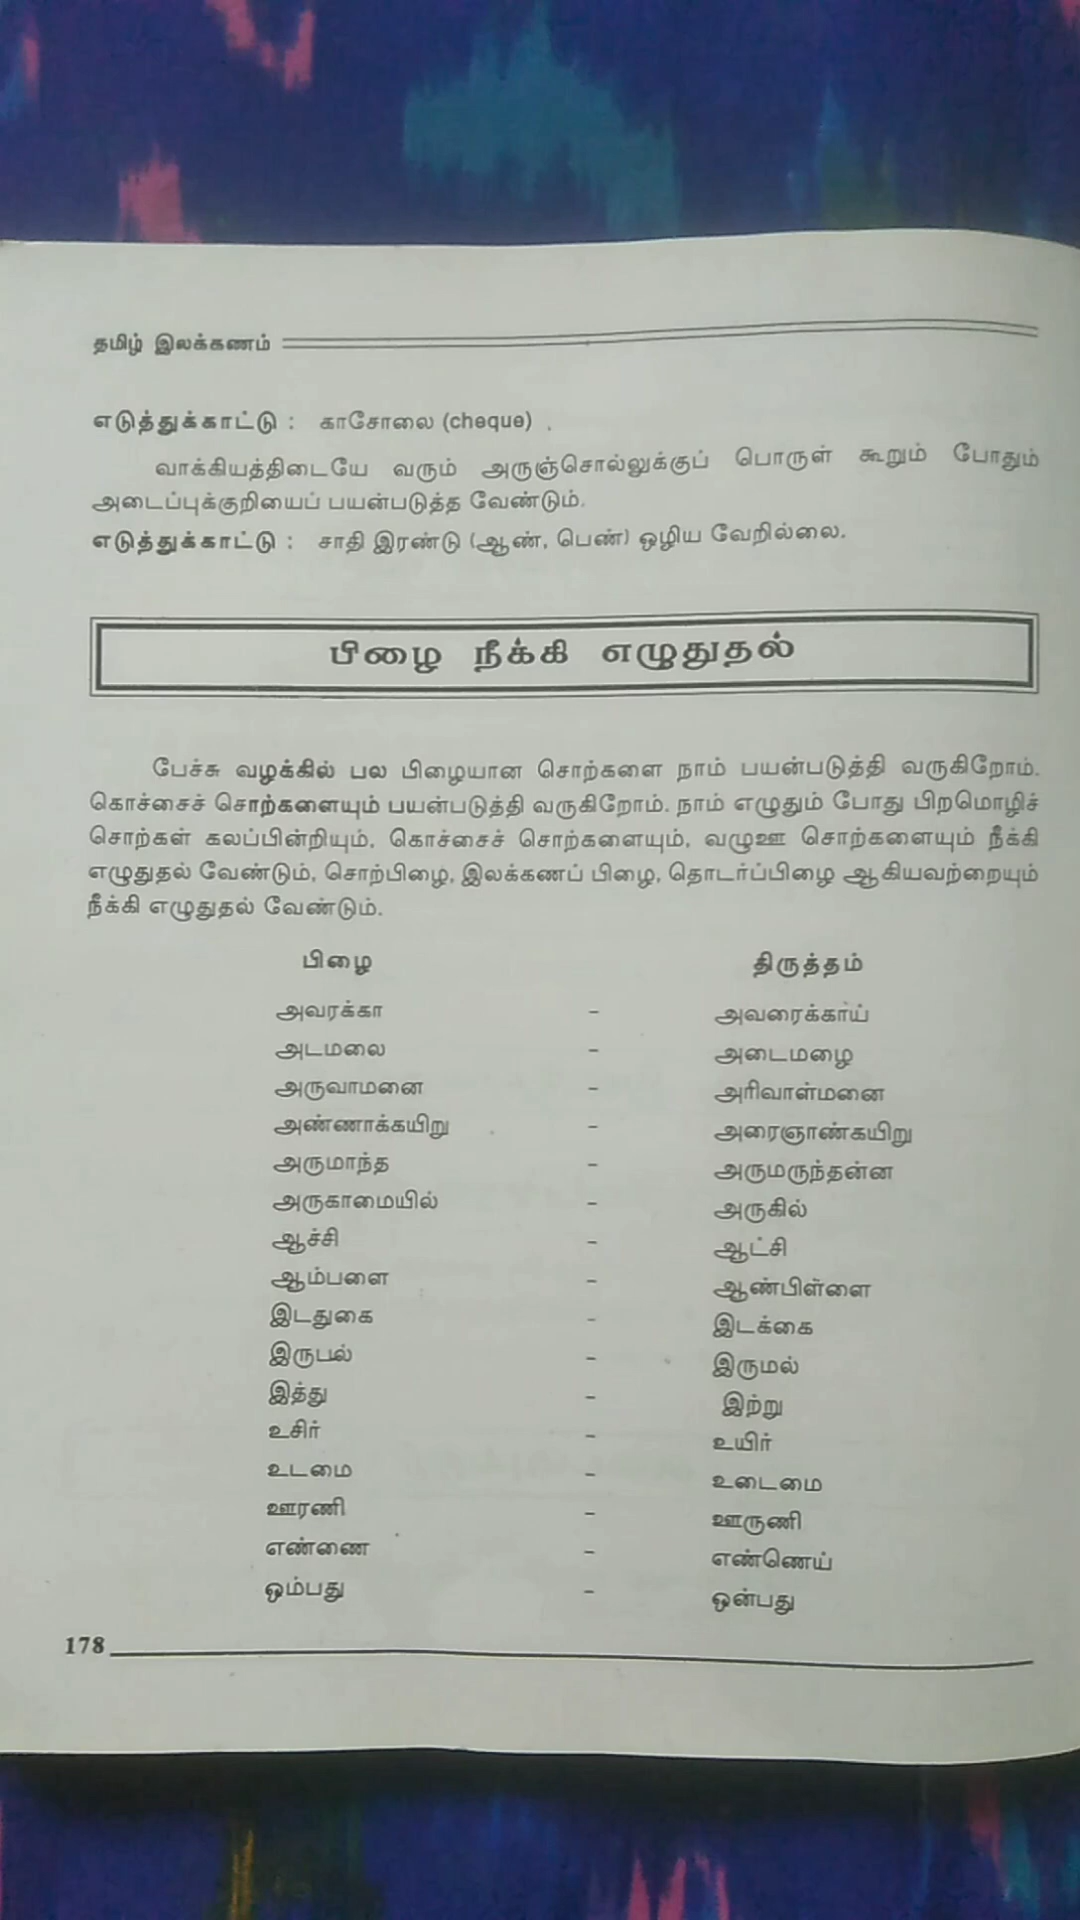 தமிழ் இலக்கணம்
எடுத்துக்காட்டு : காசோலை (cheque) .
வாக்கியத்திடையே வரும் அருஞ்சொல்லுக்குப் பொருள் கூறும் போதும்
அடைப்புக்குறியைப் பயன்படுத்த வேண்டும்.
எடுத்துக்காட்டு : சாதி இரண்டு (ஆண், பெண்) ஒழிய வேறில்லை.
பிழை நீக்கி எழுதுதல்
பேச்சு வழக்கில் பல பிழையான சொற்களை நாம் பயன்படுத்தி வருகிறோம்.
கொச்சைச் சொற்களையும் பயன்படுத்தி வருகிறோம். நாம் எழுதும் போது பிறமொழிச்
சொற்கள் கலப்பின்றியும், கொச்சைச் சொற்களையும், வழுஊ சொற்களையும் நீக்கி
எழுதுதல் வேண்டும், சொற்பிழை, இலக்கணப் பிழை, தொடர்ப்பிழை ஆகியவற்றையும்
நீக்கி எழுதுதல் வேண்டும்.
பிழை திருத்தம்
அவரக்கா - அவரைக்காய்
அடமலை - அடைமழை
அருவாமனை - அரிவாள்மனை
அண்ணாக்கயிறு - அரைஞாண்கயிறு
அருமாந்த - அருமருந்தன்ன
அருகாமையில் - அருகில்
ஆச்சி - ஆட்சி
ஆம்பளை - ஆண்பிள்ளை
இடதுகை - இடக்கை
இருபல் - இருமல்
இத்து - இற்று
உசிர் - உயிர்
உடமை - உடைமை
ஊரணி - ஊருணி
எண்ணை - எண்ணெய்
ஒம்பது - ஒன்பது
178